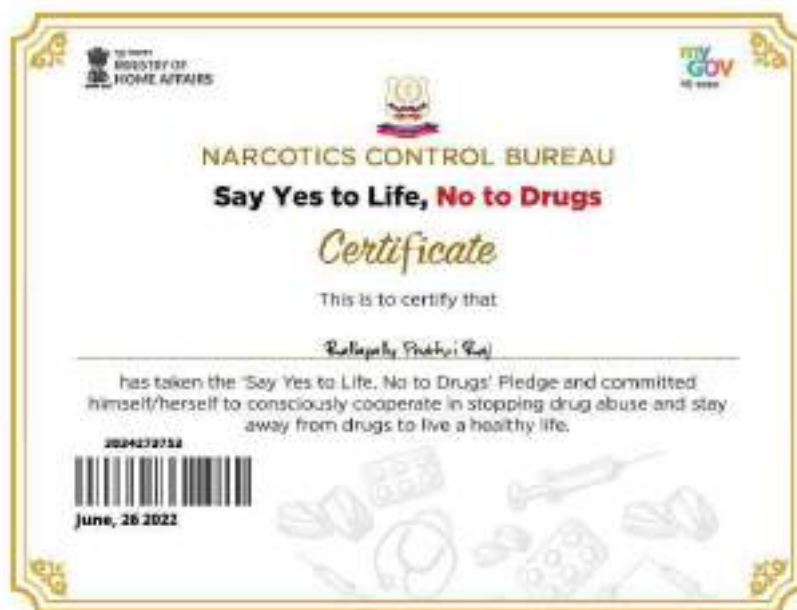 MINISTRY OF
HOME AFFAIRS
my
GOV
NARCOTICS CONTROL BUREAU
Say Yes to Life, No to Drugs
Certificate
This is to certify that
has taken the 'Say Yes to Life, No to Drugs' Pledge and committed
himself/herself to consciously cooperate in stopping drug abuse and stay
away from drugs to live a healthy life.
June, 26 2022